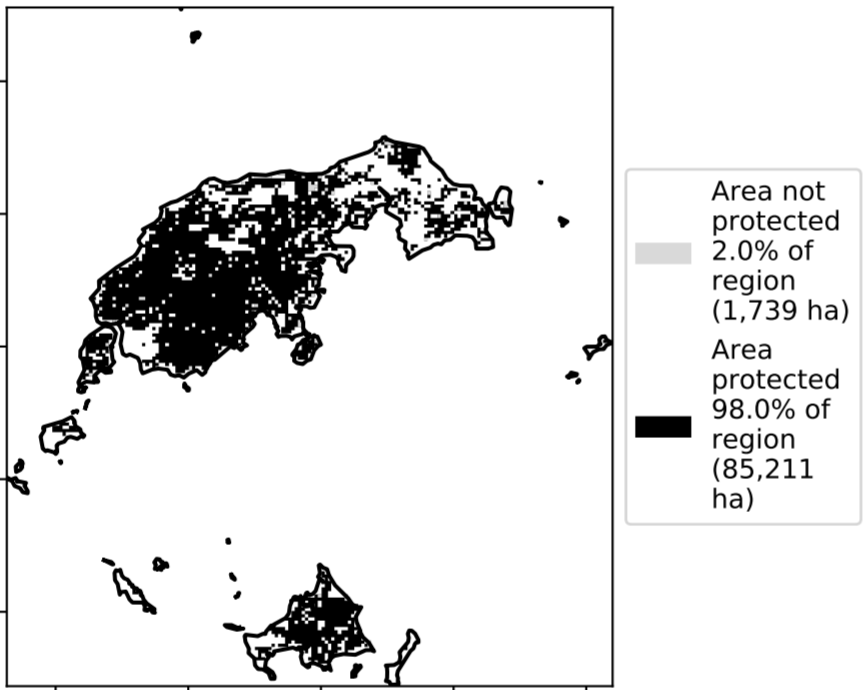 Area not
protected
2.0% of
region
(1,739 ha)
Area
protected
98.0% of
region
(85,211
ha)